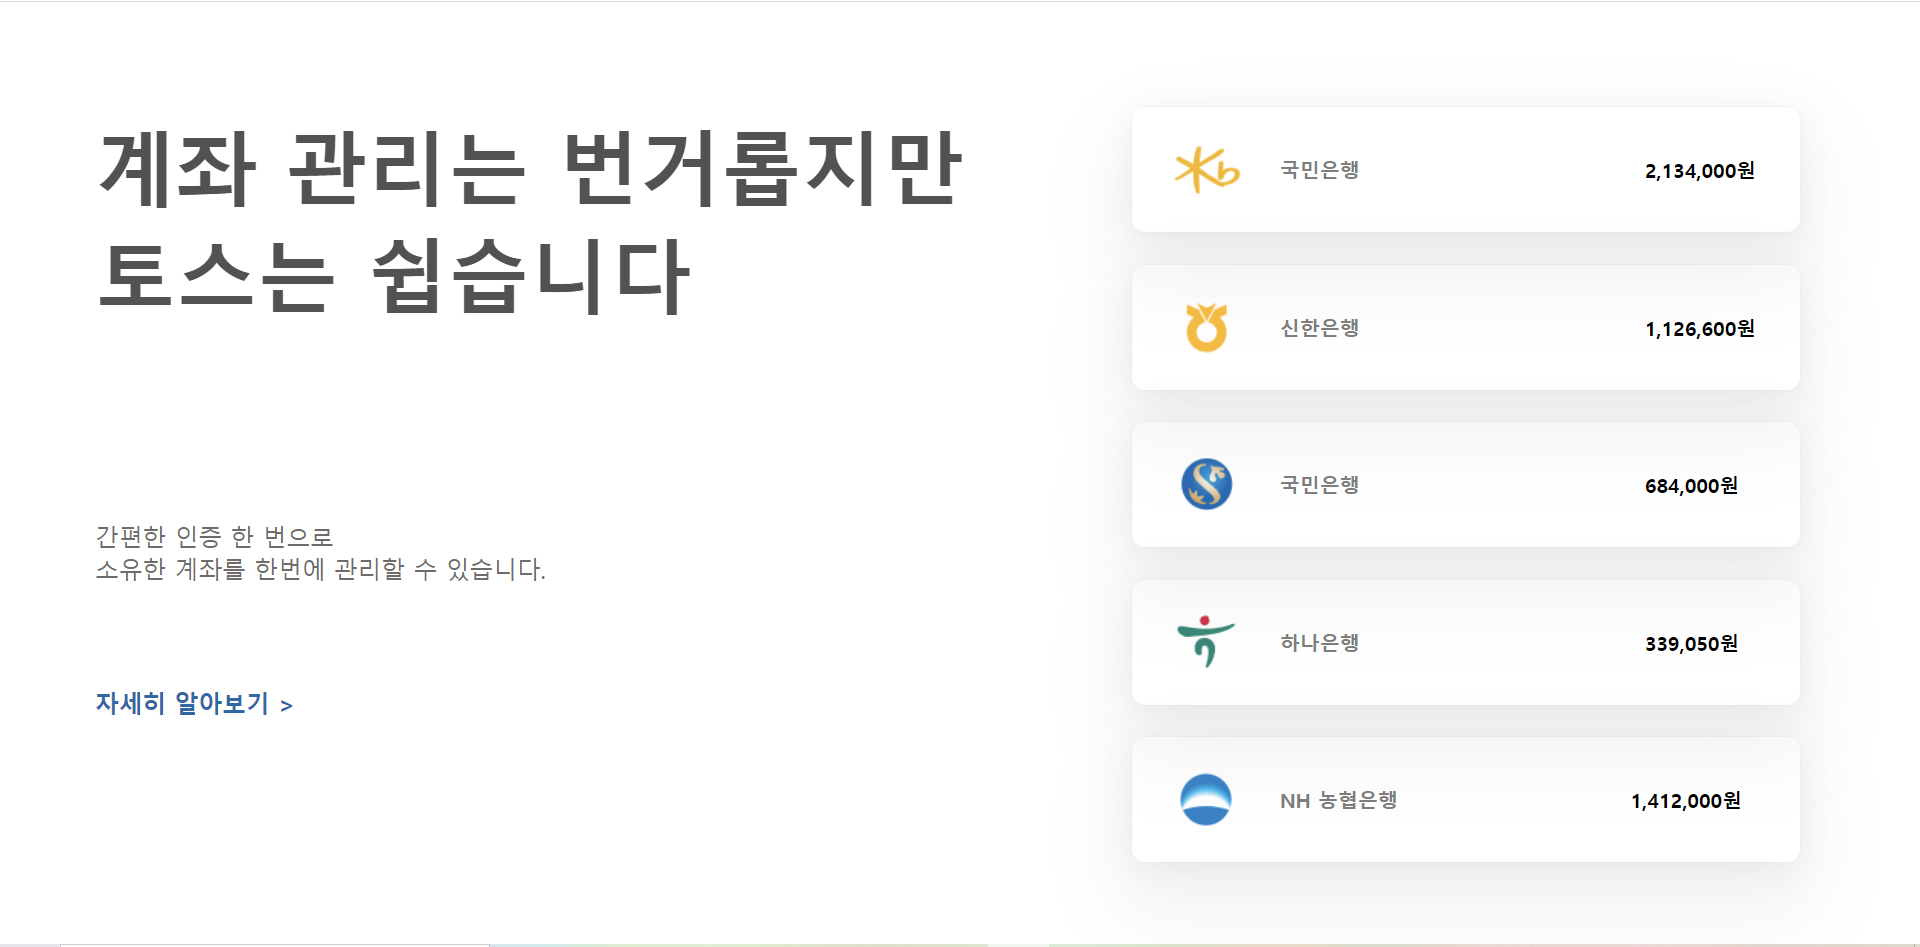 계좌 관리는 번거롭지만
토스는 쉽습니다
간편한 인증 한 번으로
소유한 계좌를 한번에 관리할 수 있습니다.
자세히 알아보기 >
국민은행 2,134,000원
신한은행 1,126,600원
국민은행 684,000원
하나은행 339,050원
NH 농협은행 1,412,000원